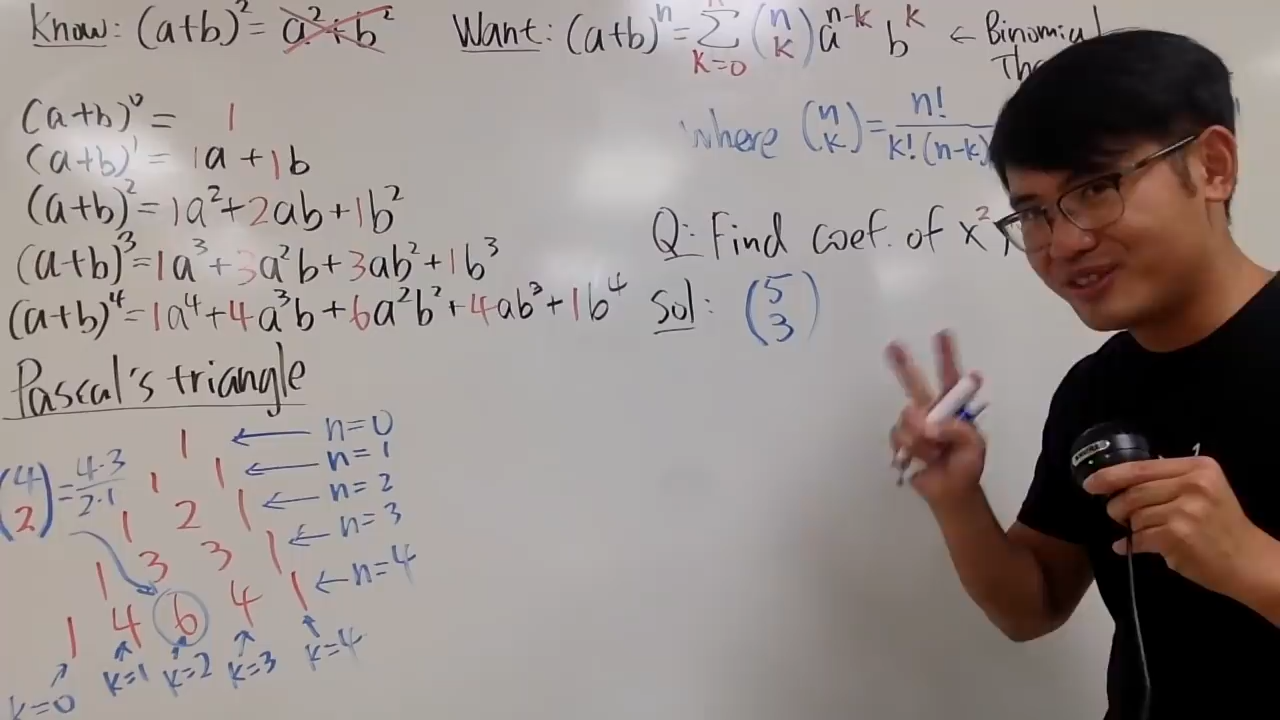 Know: (a+b)² = a²+b²
Want: (a+b)ⁿ = Σ k=0 n (n k) aⁿ⁻ᵏ bᵏ ← Binomial
where (n k) = n! / k!·(n-k)
(a+b)⁰ = 1
(a+b)¹ = 1a + 1b
(a+b)² = 1a² + 2ab + 1b²
(a+b)³ = 1a³ + 3a²b + 3ab² + 1b³
(a+b)⁴ = 1a⁴ + 4a³b + 6a²b² + 4ab³ + 1b⁴
Q: Find coef. of x²
Sol: (5 3)
Pascal's triangle
1 ← n=0
1 1 ← n=1
(4 2) = 4·3 / 2·1
1 2 1 ← n=2
1 3 3 1 ← n=3
1 4 6 4 1 ← n=4
k=0 k=1 k=2 k=3 k=4